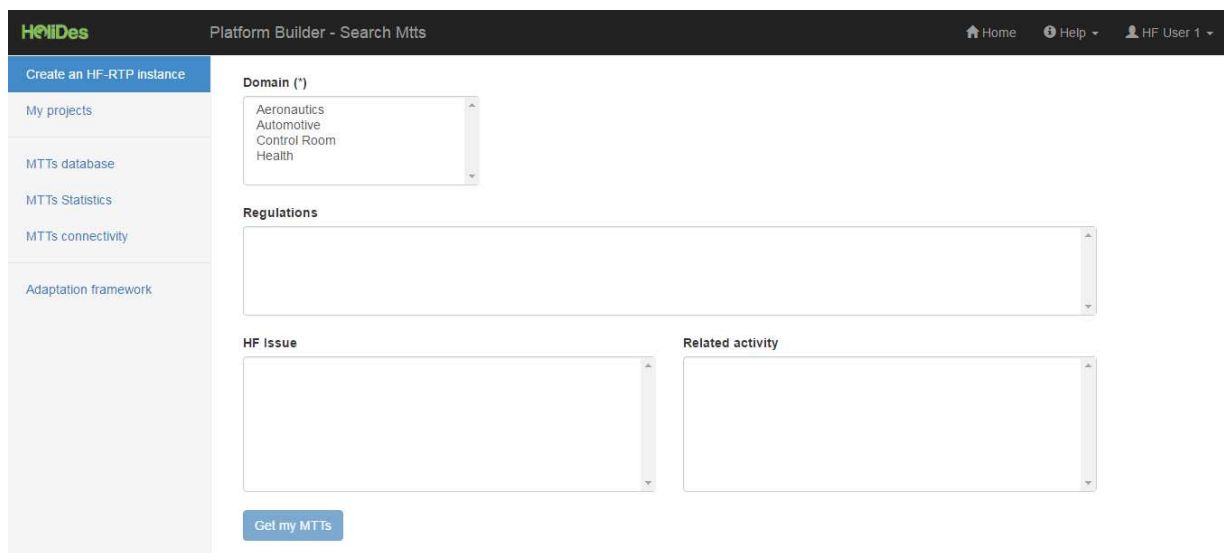 HoliDes
Platform Builder - Search Mtts
Home
Help
HF User 1
Create an HF-RTP instance
My projects
MTTs database
MTTs Statistics
MTTs connectivity
Adaptation framework
Domain (*)
Aeronautics
Automotive
Control Room
Health
Regulations
HF Issue
Related activity
Get my MTTs